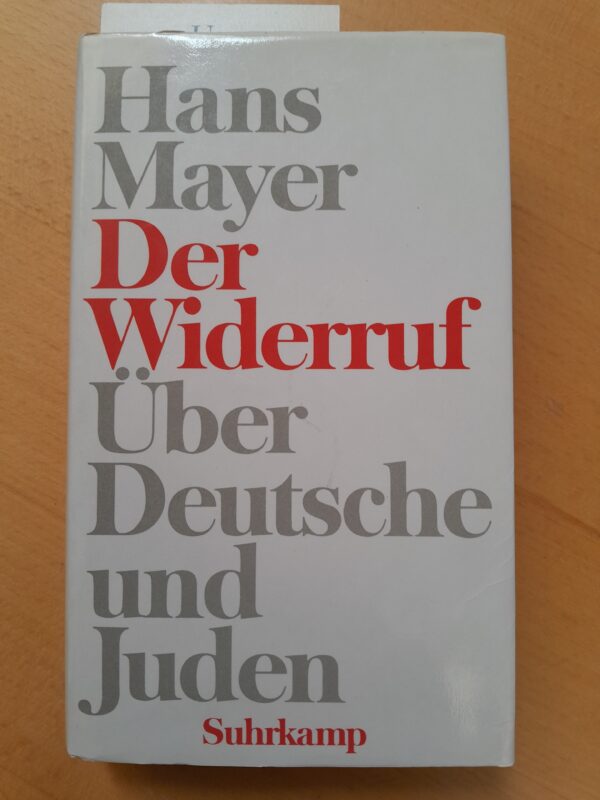 Hans
Mayer
Der
Widerruf
Über
Deutsche
und
Juden
Suhrkamp